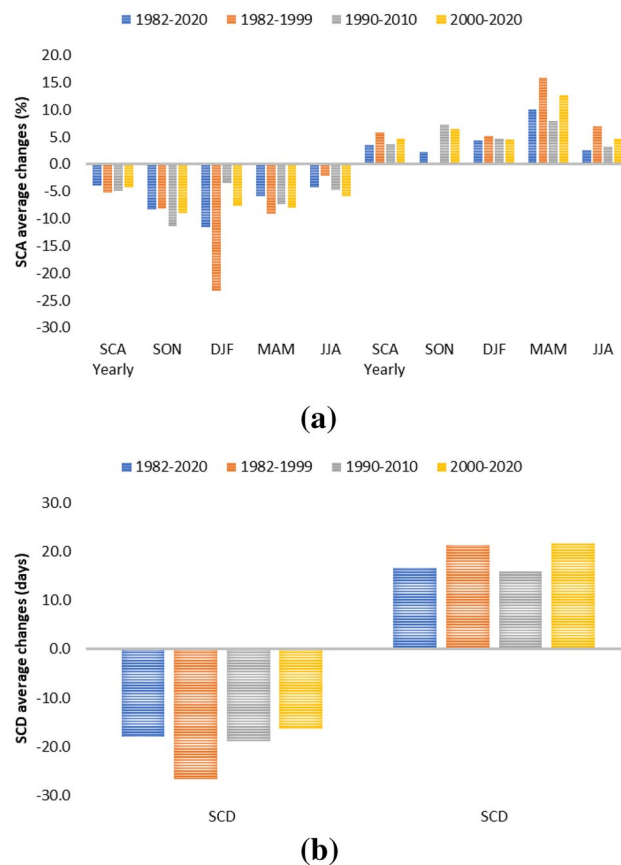 1982-2020 1982-1999 1990-2010 2000-2020
SCA average changes (%)
20.0
15.0
10.0
5.0
0.0
-5.0
-10.0
-15.0
-20.0
-25.0
-30.0
SCA SON DJF MAM JJA SCA SON DJF MAM JJA
Yearly Yearly
(a)
1982-2020 1982-1999 1990-2010 2000-2020
SCD average changes (days)
30.0
20.0
10.0
0.0
-10.0
-20.0
-30.0
SCD SCD
(b)